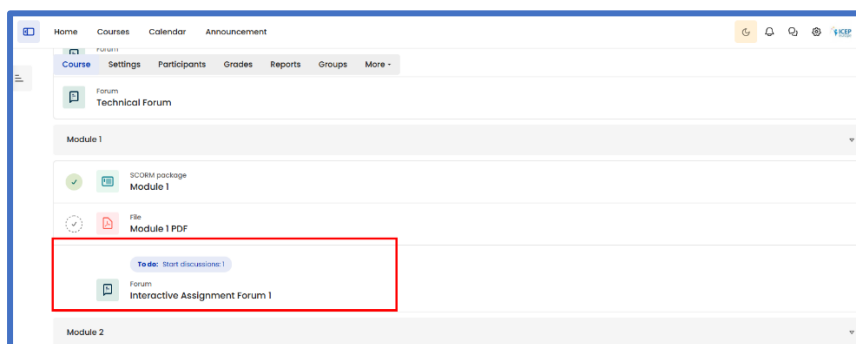 Home Courses Calendar Announcement
ICEP
Forum
Course Settings Participants Grades Reports Groups More
Forum
Technical Forum
Module 1
SCORM package
Module 1
File
Module 1 PDF
To do: Start discussions: 1
Forum
Interactive Assignment Forum 1
Module 2